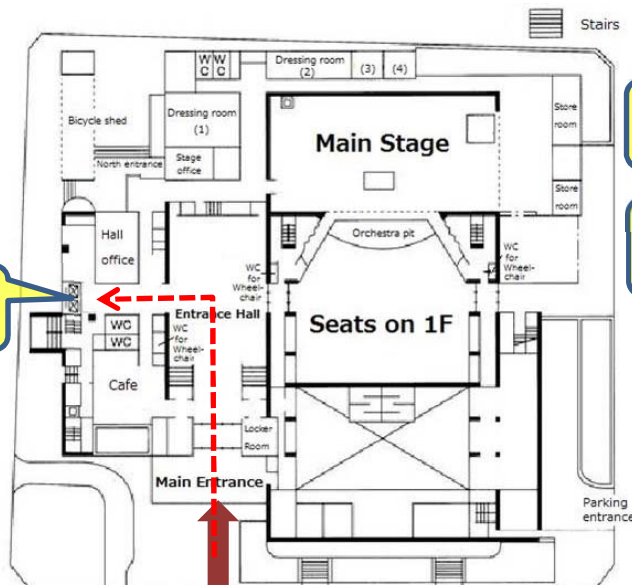 Stairs
WC WC
Dressing room
(2)
(3)
(4)
Bicycle shed
Dressing room
(1)
Store
room
Main Stage
North entrance
Stage
office
Store
room
Hall
office
Orchestra pit
WC
for
Wheel-
chair
WC
for
Wheel-
chair
Entrance Hall
Seats on 1F
WC
WC
WC
for
Wheel-
chair
Cafe
Locker
Room
Main Entrance
Parking
entrance